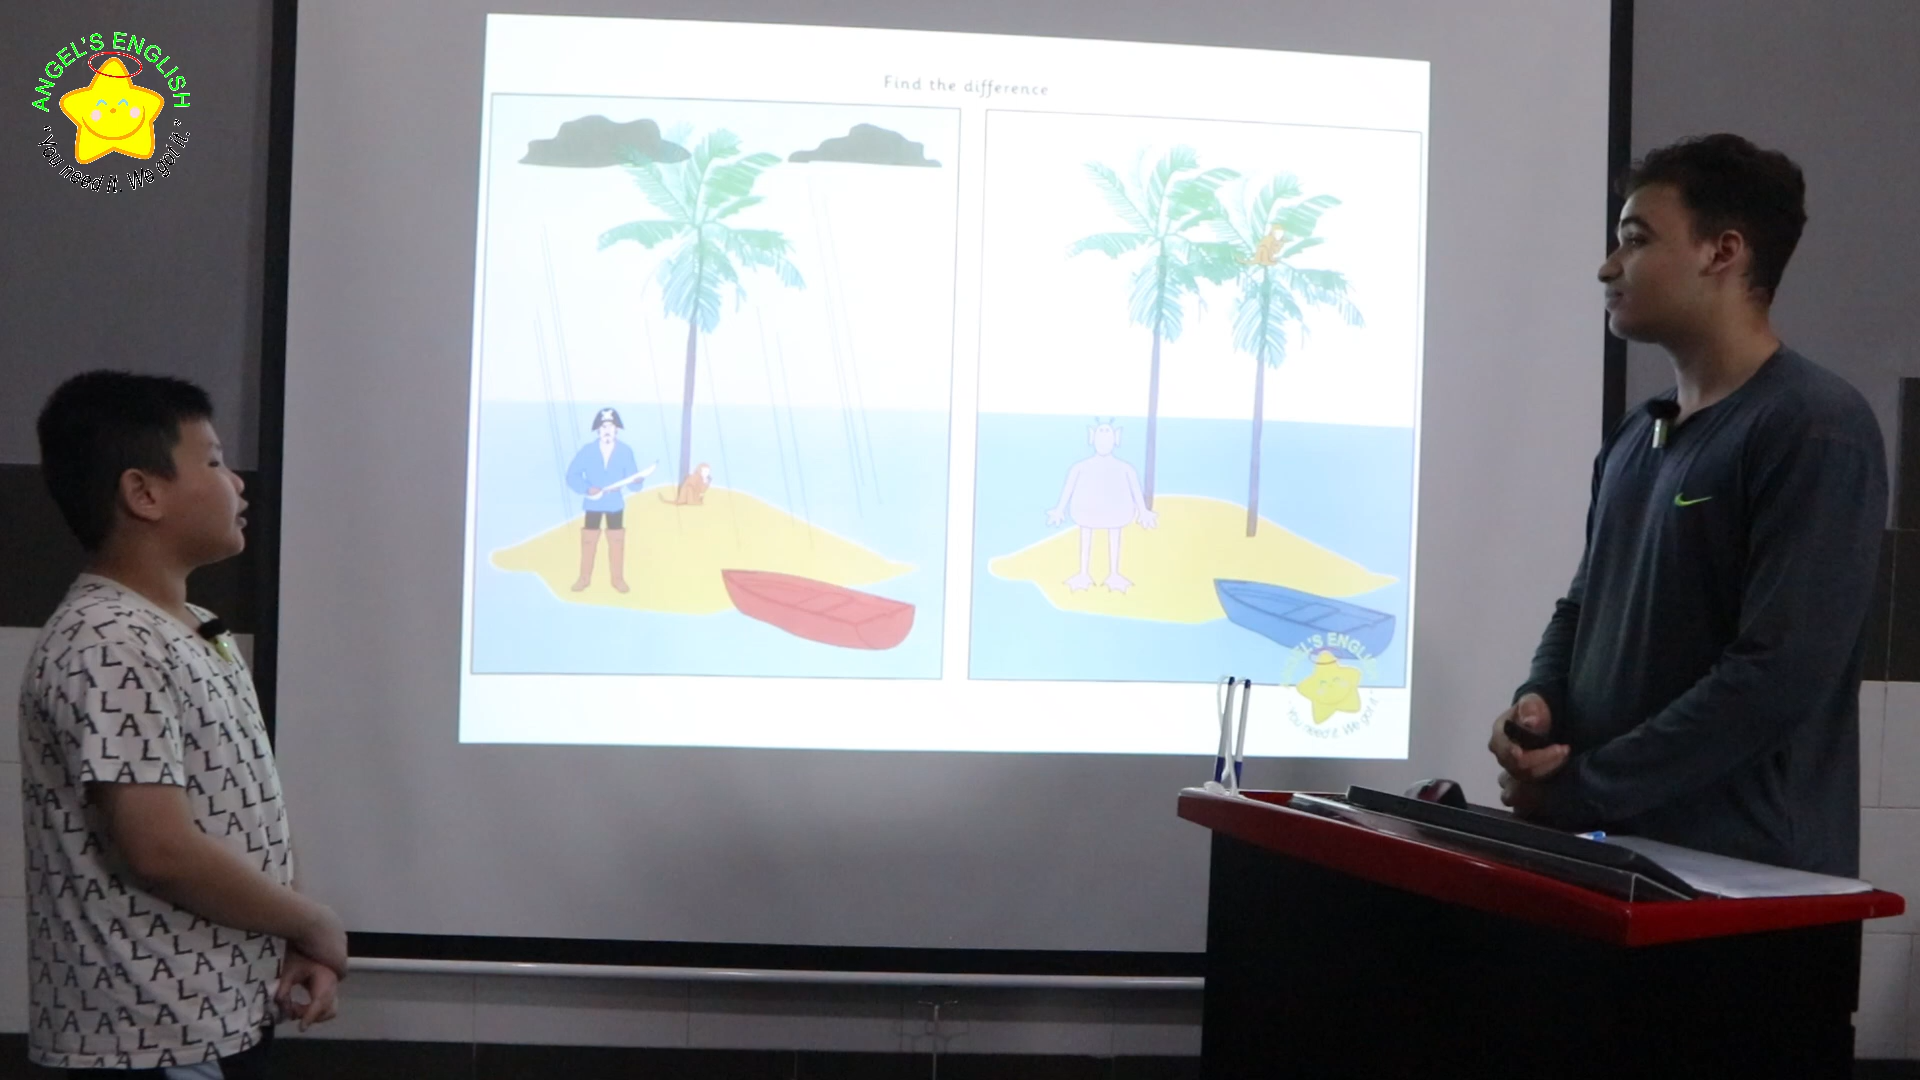 ANGEL'S ENGLISH
"You need it. We got it."
Find the difference
ANGEL'S ENGLISH
You need it. We got it.